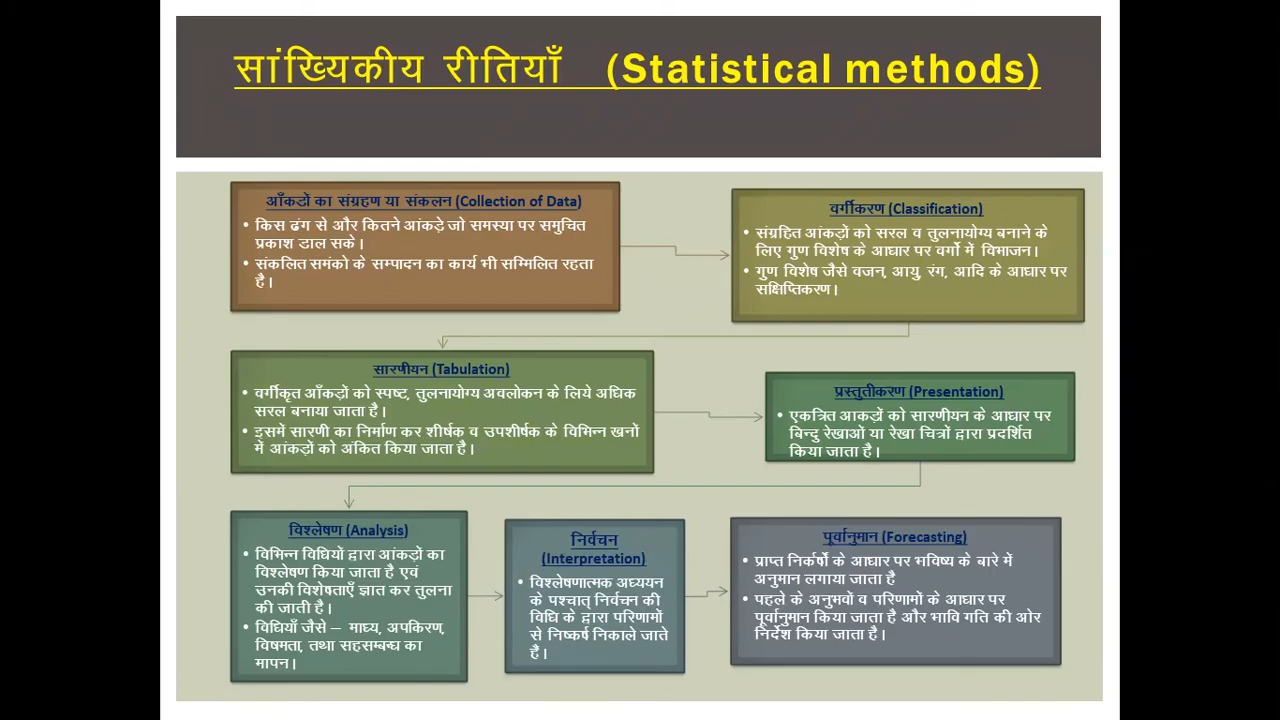 सांख्यिकीय रीतियाँ (Statistical methods)
आँकडों का संग्रहण या संकलन (Collection of Data)
• किस ढंग से और कितने आंकड़े जो समस्या पर समुचित
प्रकाश डाल सके।
• संकलित समंको के सम्पादन का कार्य भी सम्मिलित रहता
है।
वर्गीकरण (Classification)
• संग्रहित आंकड़ों को सरल व तुलनायोग्य बनाने के
लिए गुण विशेष के आधार पर वर्गो में विभाजन।
• गुण विशेष जैसे वजन, आयु, रंग, आदि के आधार पर
सक्षिप्तिकरण।
सारणीयन (Tabulation)
• वर्गीकृत आँकड़ों को स्पष्ट, तुलनायोग्य अवलोकन के लिये अधिक
सरल बनाया जाता है।
• इसमें सारणी का निर्माण कर शीर्षक व उपशीर्षक के विभिन्न खनों
में आंकड़ों को अंकित किया जाता है।
प्रस्तुतीकरण (Presentation)
• एकत्रित आकड़ों को सारणीयन के आधार पर
बिन्दु रेखाओं या रेखा चित्रों द्वारा प्रदर्शित
किया जाता है।
विश्लेषण (Analysis)
• विभिन्न विधियों द्वारा आंकड़ों का
विश्लेषण किया जाता है एवं
उनकी विशेषताएँ ज्ञात कर तुलना
की जाती है।
• विधियाँ जैसे – माध्य, अपकिरण,
विषमता, तथा सहसम्बन्ध का
मापन।
निर्वचन
(Interpretation)
• विश्लेषणात्मक अध्ययन
के पश्चात् निर्वचन की
विधि के द्वारा परिणामों
से निष्कर्ष निकाले जाते
हैं।
पूर्वानुमान (Forecasting)
• प्राप्त निर्कर्षों के आधार पर भविष्य के बारे में
अनुमान लगाया जाता है
• पहले के अनुभवों व परिणामों के आधार पर
पूर्वानुमान किया जाता है और भावि गति की ओर
निर्देश किया जाता है।